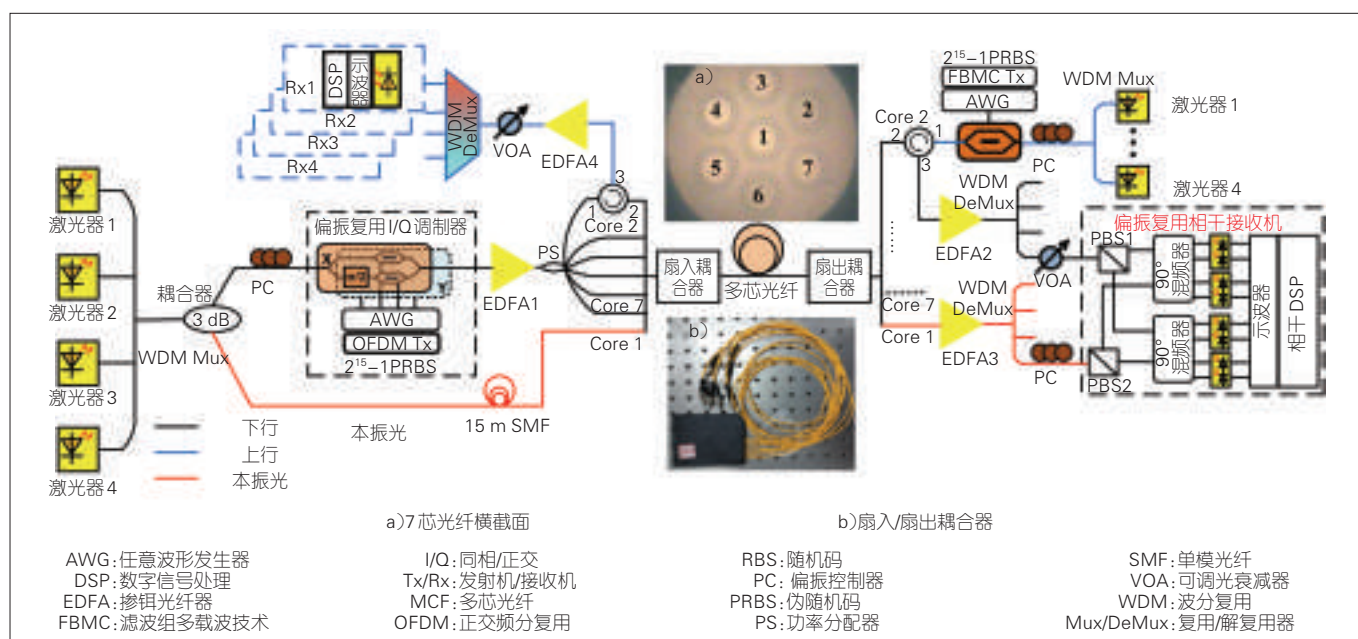 Rx1
DSP
示波器
Rx2
Rx3
Rx4
WDM
DeMux
VOA
EDFA4
激光器1
激光器2
激光器3
激光器4
耦合器
3 dB
WDM Mux
PC
偏振复用I/Q调制器
X
Y
AWG
OFDM Tx
2¹⁵−1PRBS
EDFA1
PS
1
3
2
Core 2
Core 7
Core 1
15 m SMF
下行
上行
本振光
本振光
a)
3
4
2
1
5
7
6
扇入耦合器
多芯光纤
扇出耦合器
b)
2¹⁵−1PRBS
FBMC Tx
AWG
WDM Mux
激光器1
激光器4
PC
Core 2
2
1
3
WDM
DeMux
EDFA2
VOA
Core 7
Core 1
WDM
DeMux
EDFA3
PC
偏振复用相干接收机
PBS1
PBS2
90°混频器
90°混频器
示波器
相干DSP
a)7芯光纤横截面
b)扇入/扇出耦合器
AWG:任意波形发生器
DSP:数字信号处理
EDFA:掺铒光纤器
FBMC:滤波组多载波技术
I/Q:同相/正交
Tx/Rx:发射机/接收机
MCF:多芯光纤
OFDM:正交频分复用
RBS:随机码
PC:偏振控制器
PRBS:伪随机码
PS:功率分配器
SMF:单模光纤
VOA:可调光衰减器
WDM:波分复用
Mux/DeMux:复用/解复用器